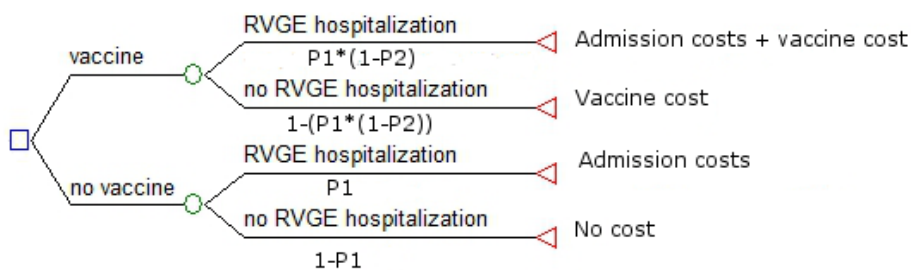 RVGE hospitalization
Admission costs + vaccine cost
vaccine
P1*(1-P2)
no RVGE hospitalization
Vaccine cost
1-(P1*(1-P2))
RVGE hospitalization
Admission costs
no vaccine
P1
no RVGE hospitalization
No cost
1-P1